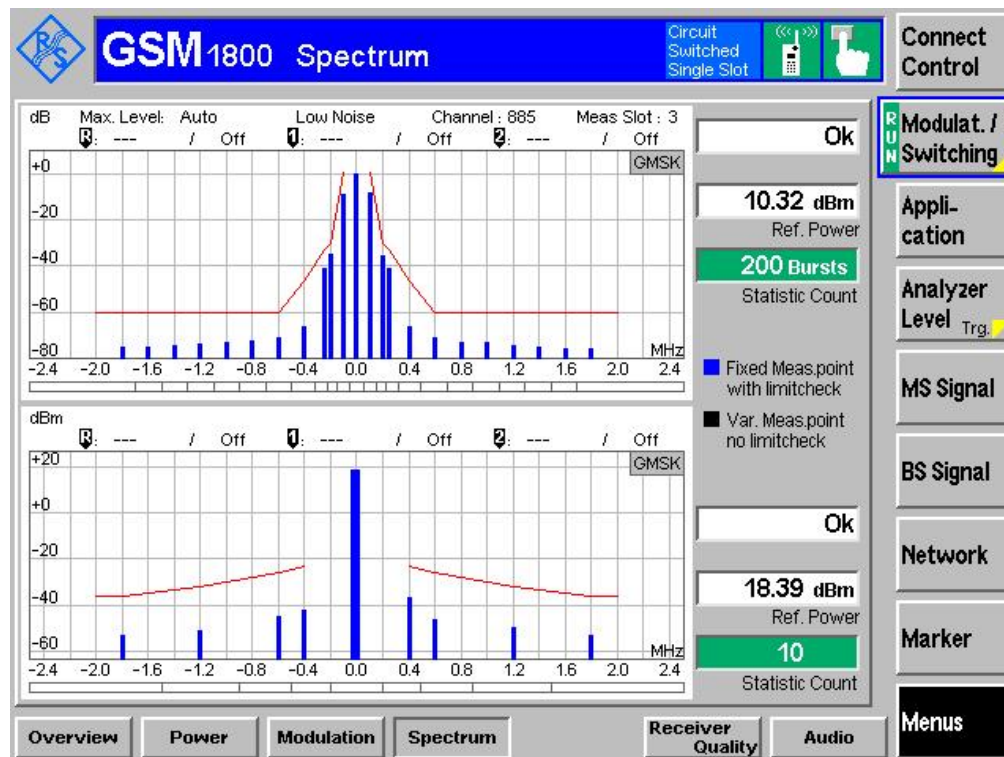 R S
GSM 1800 Spectrum
Circuit
Switched
Single Slot
Connect
Control
dB Max. Level: Auto Low Noise Channel : 885 Meas Slot : 3
R: --- / Off 1: --- / Off 2: --- / Off
GMSK
+0
-20
-40
-60
-80
MHz
-2.4 -2.0 -1.6 -1.2 -0.8 -0.4 0.0 0.4 0.8 1.2 1.6 2.0 2.4
Ok
10.32 dBm
Ref. Power
200 Bursts
Statistic Count
Fixed Meas.point
with limitcheck
Var. Meas.point
no limitcheck
dBm
R: --- / Off 1: --- / Off 2: --- / Off
GMSK
+20
+0
-20
-40
-60
MHz
-2.4 -2.0 -1.6 -1.2 -0.8 -0.4 0.0 0.4 0.8 1.2 1.6 2.0 2.4
Ok
18.39 dBm
Ref. Power
10
Statistic Count
RUN
Modulat. /
Switching
Appli-
cation
Analyzer
Level Trg.
MS Signal
BS Signal
Network
Marker
Menus
Overview Power Modulation Spectrum Receiver
Quality Audio